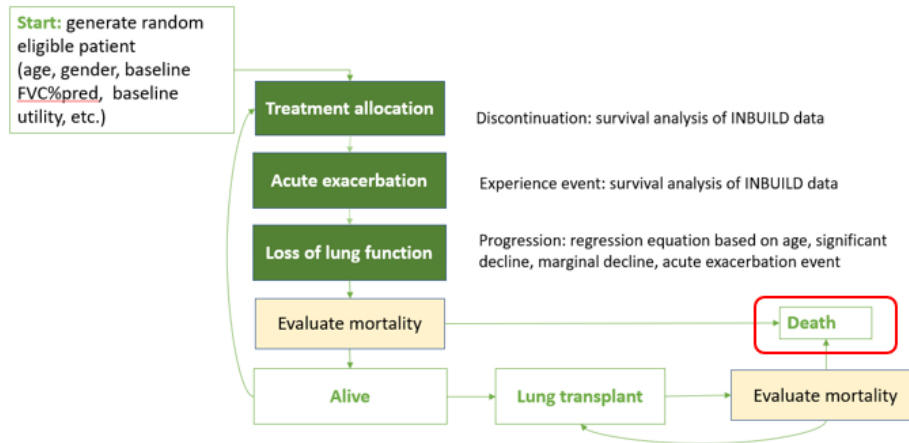 Start: generate random
eligible patient
(age, gender, baseline
FVC%pred, baseline
utility, etc.)
Treatment allocation
Discontinuation: survival analysis of INBUILD data
Acute exacerbation
Experience event: survival analysis of INBUILD data
Loss of lung function
Progression: regression equation based on age, significant
decline, marginal decline, acute exacerbation event
Evaluate mortality
Death
Alive
Lung transplant
Evaluate mortality